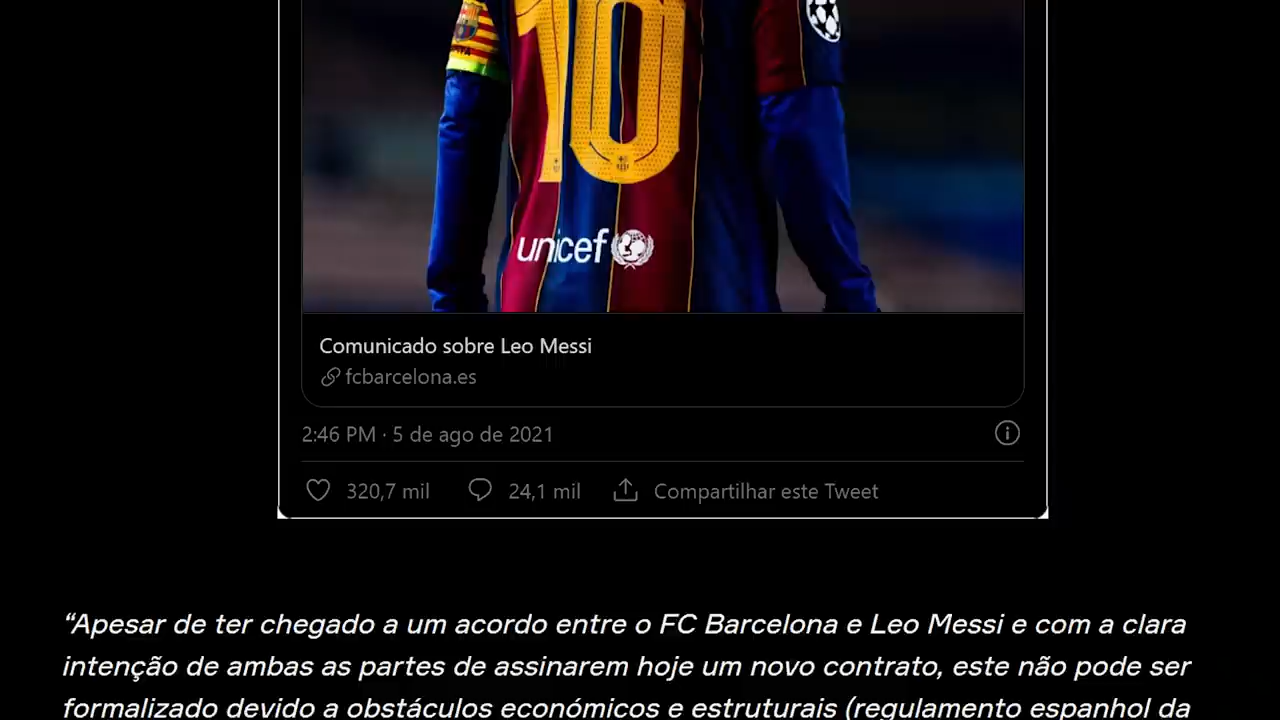 10
unicef
Comunicado sobre Leo Messi
fcbarcelona.es
2:46 PM · 5 de ago de 2021
320,7 mil 24,1 mil Compartilhar este Tweet
“Apesar de ter chegado a um acordo entre o FC Barcelona e Leo Messi e com a clara
intenção de ambas as partes de assinarem hoje um novo contrato, este não pode ser
formalizado devido a obstáculos económicos e estruturais (regulamento espanhol da